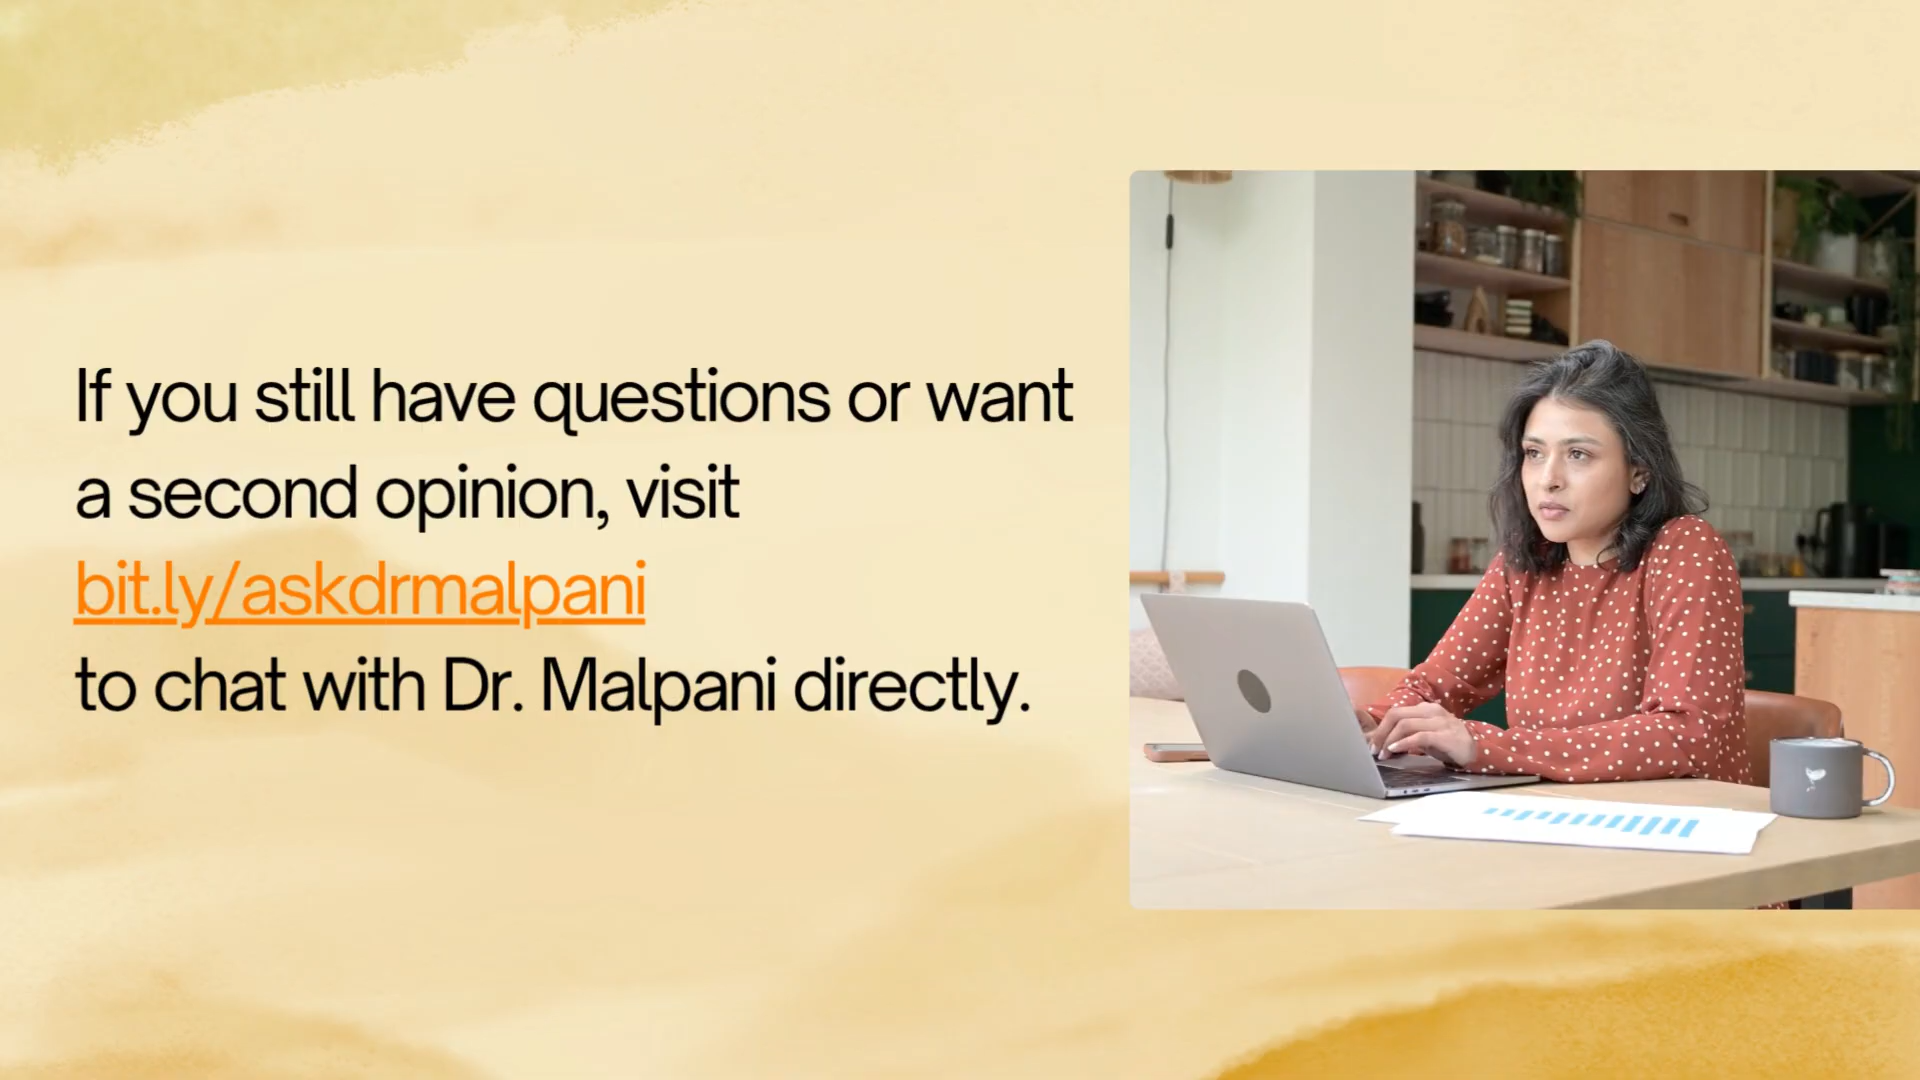 If you still have questions or want
a second opinion, visit
bit.ly/askdrmalpani
to chat with Dr. Malpani directly.